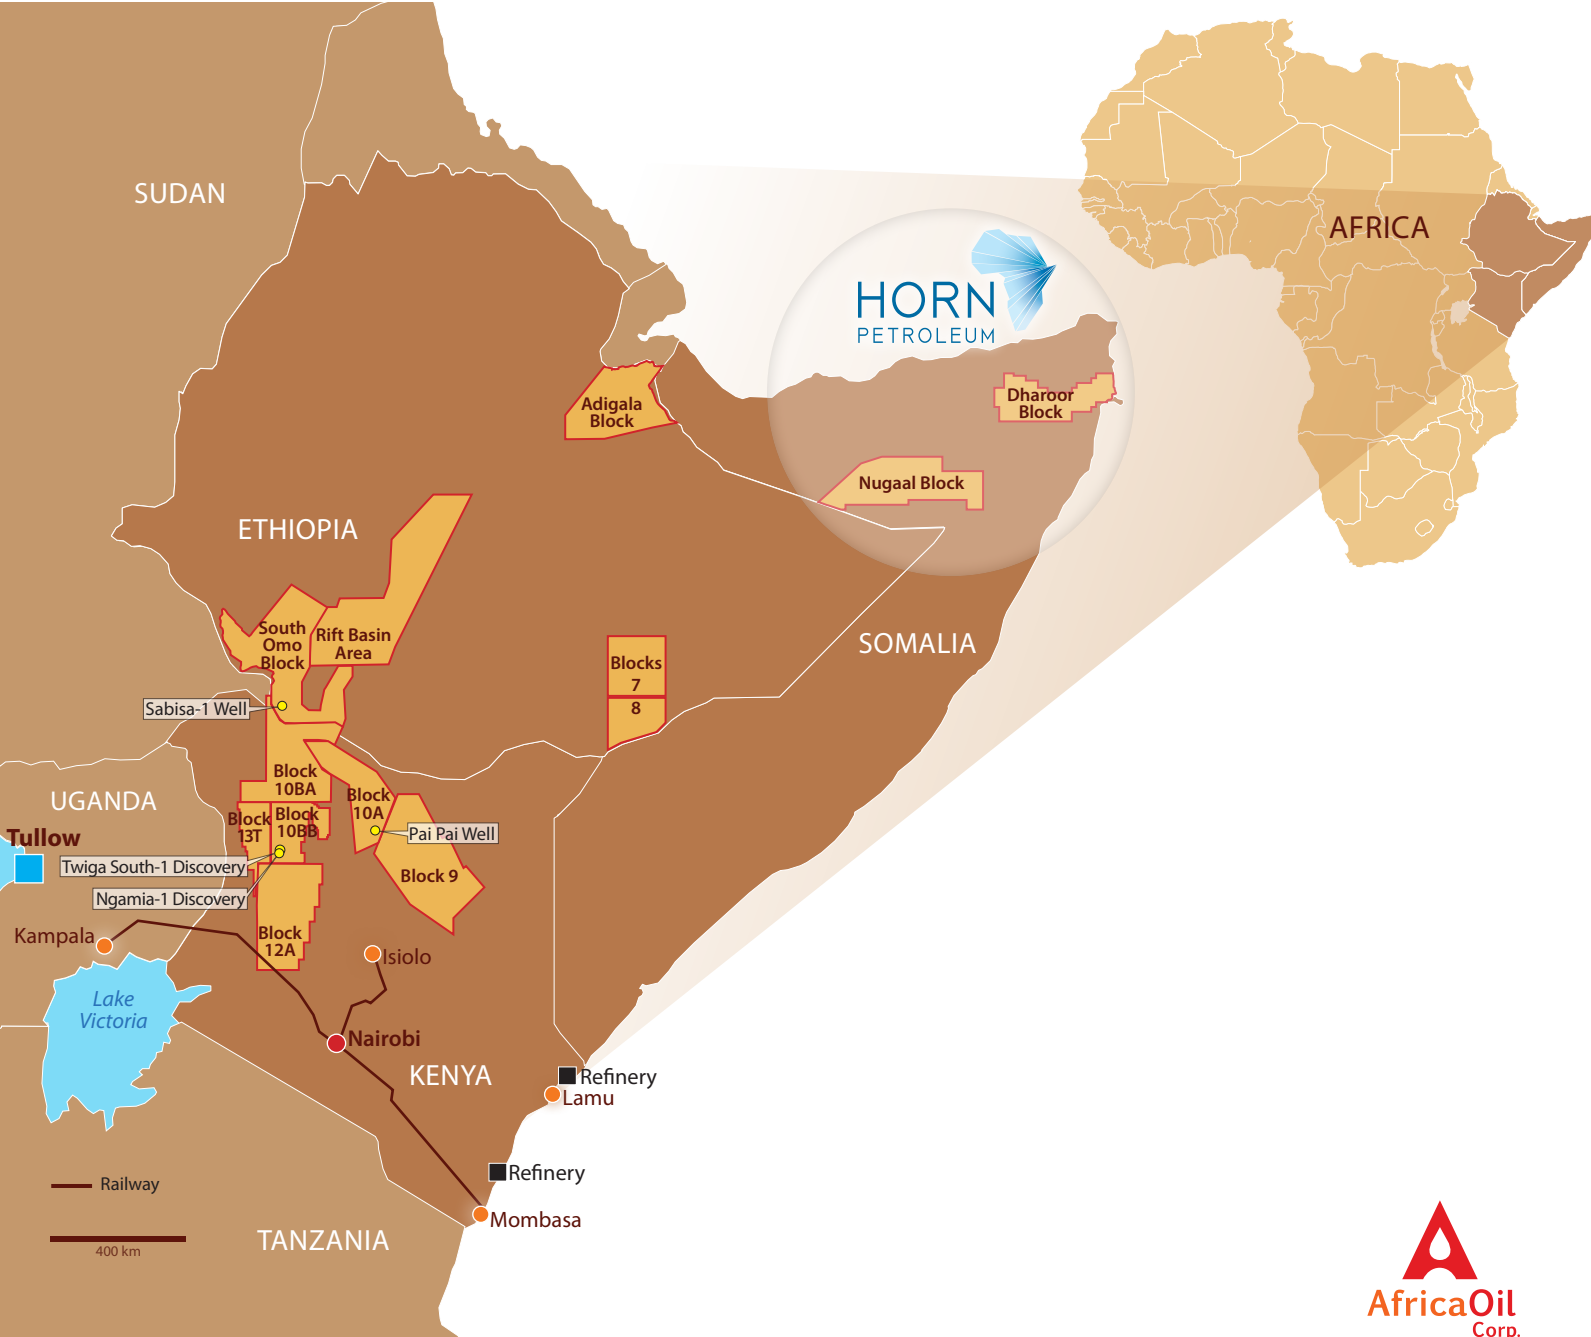 SUDAN
AFRICA
HORN
PETROLEUM
Adigala
Block
Dharoor
Block
Nugaal Block
ETHIOPIA
South
Omo
Block
Rift Basin
Area
SOMALIA
Blocks
7
8
Sabisa-1 Well
UGANDA
Block
10BA
Block
10A
Block
13T
Block
10BB
Pai Pai Well
Tullow
Twiga South-1 Discovery
Block 9
Ngamia-1 Discovery
Kampala
Block
12A
Isiolo
Lake
Victoria
Nairobi
KENYA
Refinery
Lamu
Refinery
Railway
Mombasa
TANZANIA
400 km
AfricaOil
Corp.